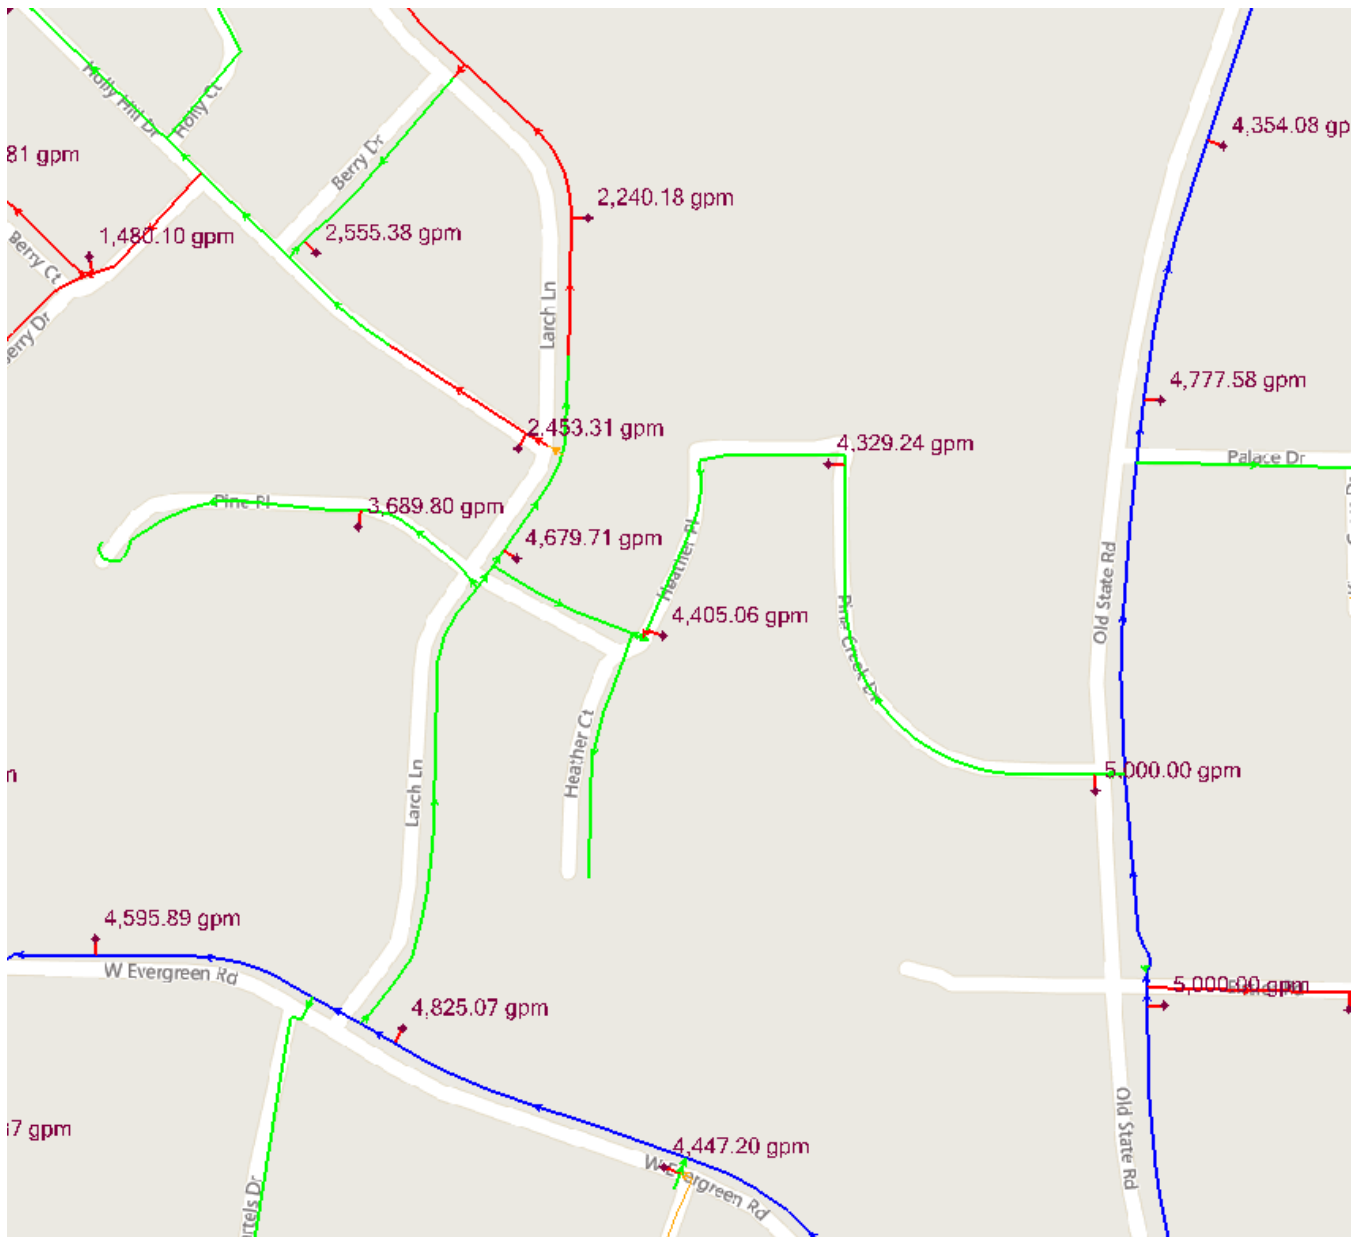 Holly Hill Dr
Holly Ct
4,354.08 gp
81 gpm
Berry Dr
2,240.18 gpm
1,480.10 gpm
2,555.38 gpm
Berry Ct
Larch Ln
Berry Dr
4,777.58 gpm
2,453.31 gpm
4,329.24 gpm
Palace Dr
Pine Pl
3,689.80 gpm
4,679.71 gpm
Heather Pl
Old State Rd
4,405.06 gpm
Pine Creek Dr
Heather Ct
Larch Ln
5,000.00 gpm
4,595.89 gpm
W Evergreen Rd
5,000.00 gpm
4,825.07 gpm
17 gpm
4,447.20 gpm
W Evergreen Rd
Old State Rd
rtels Dr